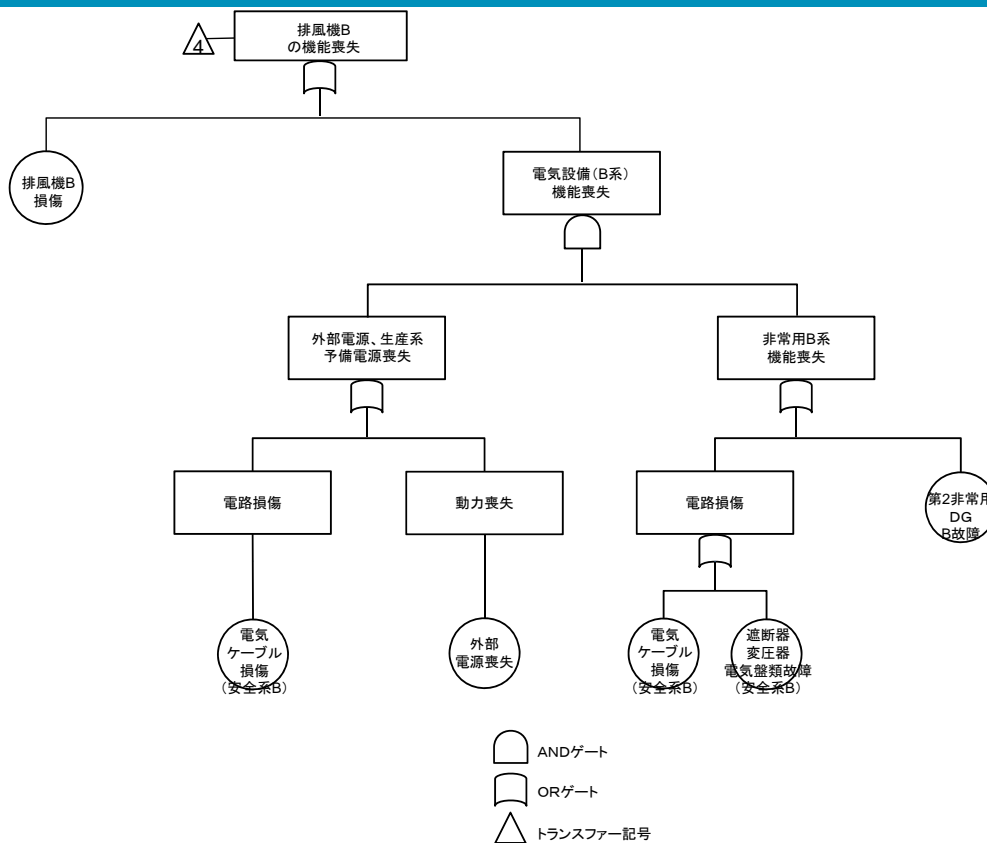 排風機B
の機能喪失
4
排風機B
損傷
電気設備(B系)
機能喪失
外部電源、生産系
予備電源喪失
非常用B系
機能喪失
電路損傷
動力喪失
電路損傷
第2非常用
DG
B故障
電気
ケーブル
損傷
(安全系B)
外部
電源喪失
電気
ケーブル
損傷
(安全系B)
遮断器
変圧器
電気盤類故障
(安全系B)
ANDゲート
ORゲート
トランスファー記号